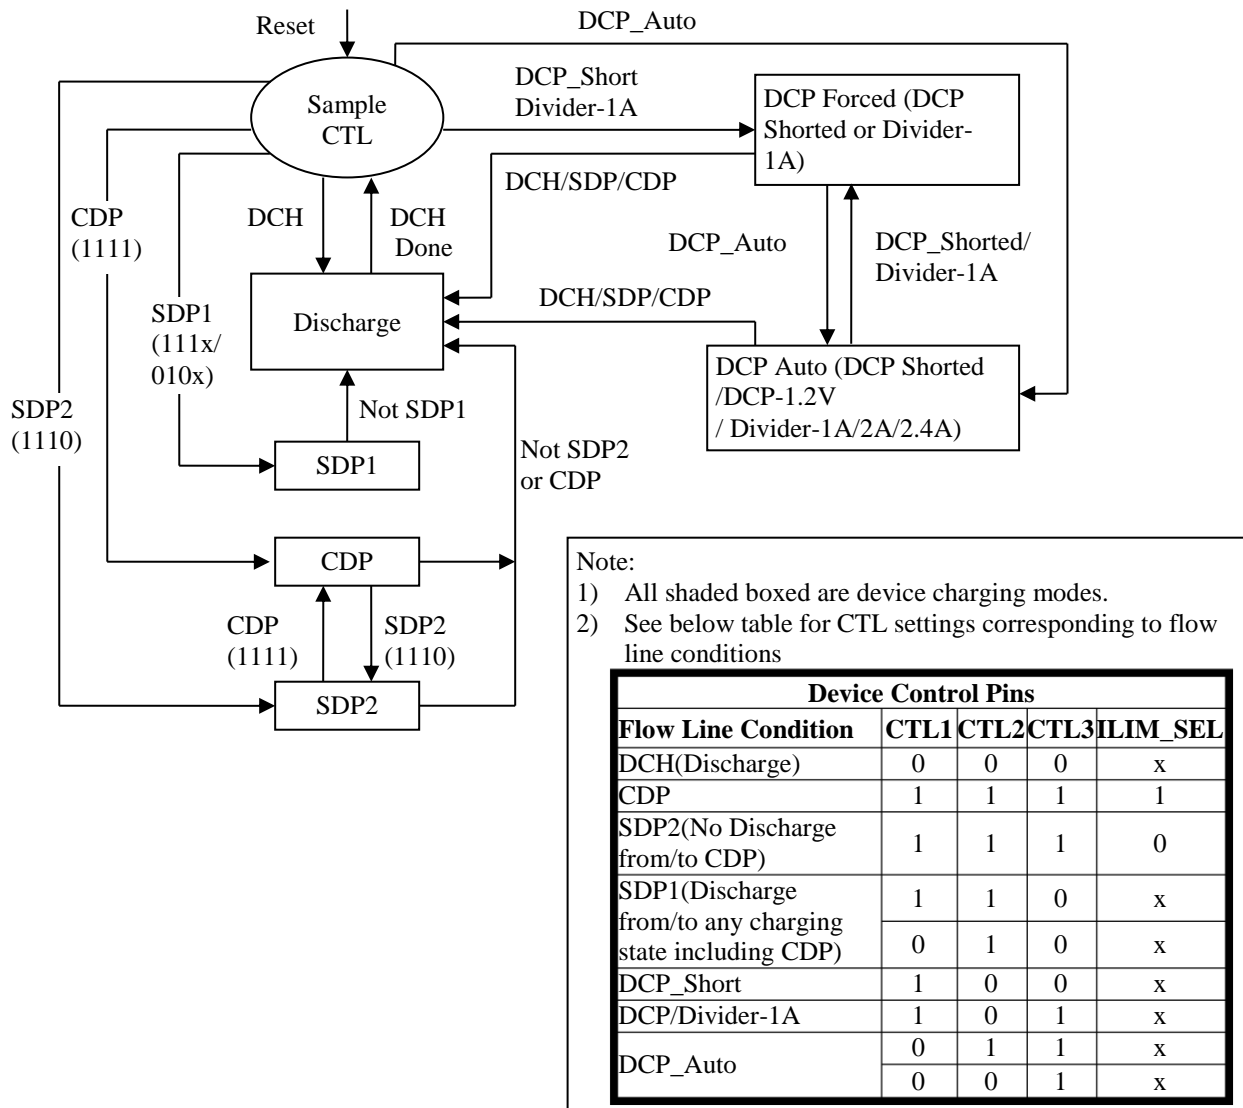 Reset
DCP_Auto
Sample
CTL
DCP_Short
Divider-1A
DCP Forced (DCP
Shorted or Divider-
1A)
DCH/SDP/CDP
CDP
(1111)
DCH
DCH
Done
DCP_Auto
DCP_Shorted/
Divider-1A
DCH/SDP/CDP
SDP1
(111x/
010x)
Discharge
DCP Auto (DCP Shorted
/DCP-1.2V
/ Divider-1A/2A/2.4A)
SDP2
(1110)
Not SDP1
Not SDP2
or CDP
SDP1
CDP
CDP
(1111)
SDP2
(1110)
SDP2
Note:
1) All shaded boxed are device charging modes.
2) See below table for CTL settings corresponding to flow
line conditions
Device Control Pins
Flow Line Condition CTL1 CTL2 CTL3 ILIM_SEL
DCH(Discharge) 0 0 0 x
CDP 1 1 1 1
SDP2(No Discharge
from/to CDP) 1 1 1 0
SDP1(Discharge 1 1 0 x
from/to any charging
state including CDP) 0 1 0 x
DCP_Short 1 0 0 x
DCP/Divider-1A 1 0 1 x
DCP_Auto 0 1 1 x
0 0 1 x